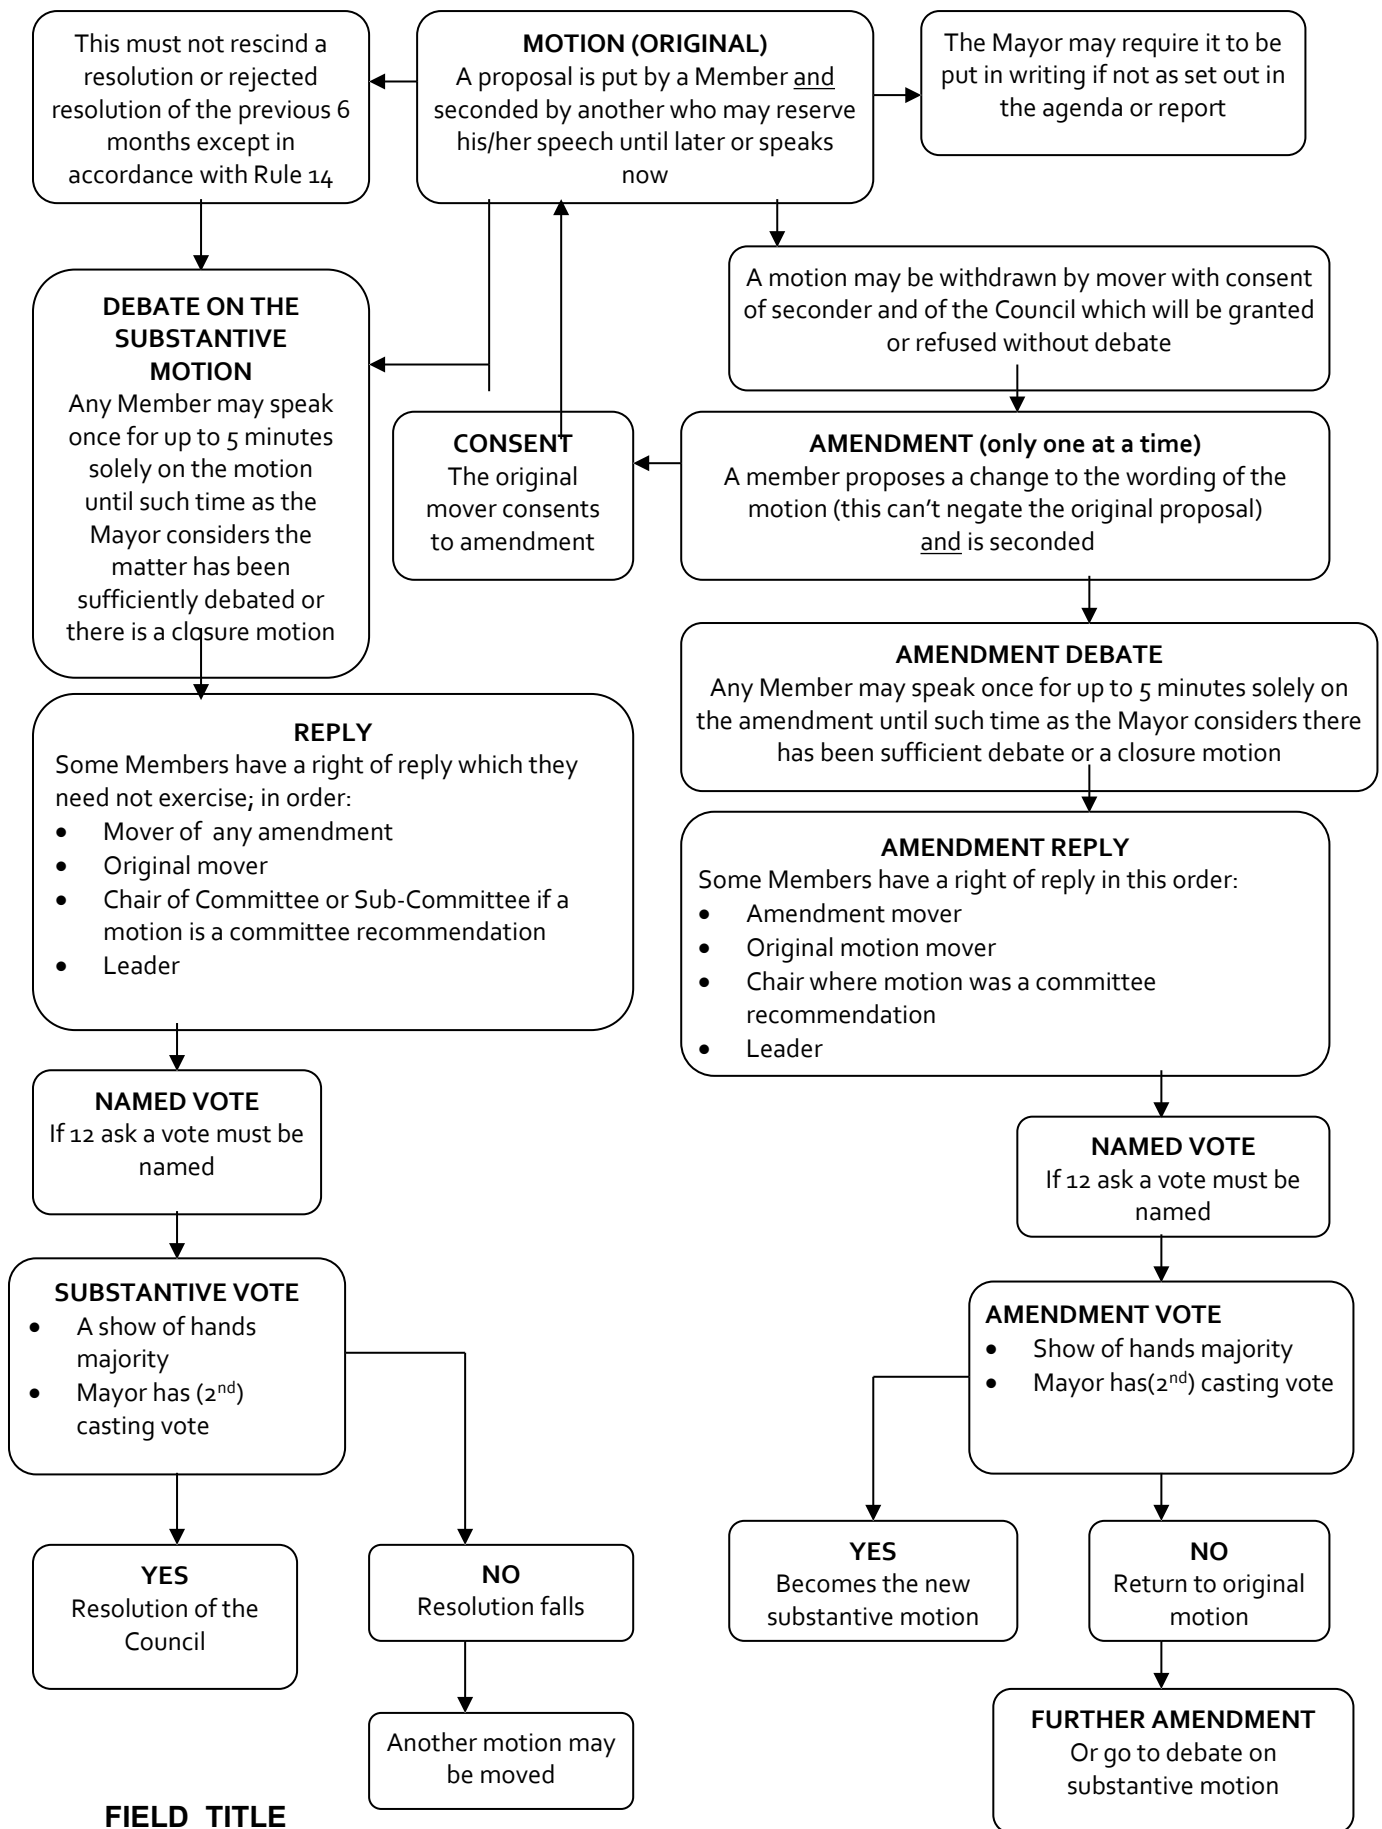 This must not rescind a
resolution or rejected
resolution of the previous 6
months except in
accordance with Rule 14
MOTION (ORIGINAL)
A proposal is put by a Member and
seconded by another who may reserve
his/her speech until later or speaks
now
The Mayor may require it to be
put in writing if not as set out in
the agenda or report
A motion may be withdrawn by mover with consent
of seconder and of the Council which will be granted
or refused without debate
DEBATE ON THE
SUBSTANTIVE
MOTION
Any Member may speak
once for up to 5 minutes
solely on the motion
until such time as the
Mayor considers the
matter has been
sufficiently debated or
there is a closure motion
CONSENT
The original
mover consents
to amendment
AMENDMENT (only one at a time)
A member proposes a change to the wording of the
motion (this can't negate the original proposal)
and is seconded
AMENDMENT DEBATE
Any Member may speak once for up to 5 minutes solely on
the amendment until such time as the Mayor considers there
has been sufficient debate or a closure motion
REPLY
Some Members have a right of reply which they
need not exercise; in order:
• Mover of any amendment
• Original mover
• Chair of Committee or Sub-Committee if a
motion is a committee recommendation
• Leader
AMENDMENT REPLY
Some Members have a right of reply in this order:
• Amendment mover
• Original motion mover
• Chair where motion was a committee
recommendation
• Leader
NAMED VOTE
If 12 ask a vote must be
named
NAMED VOTE
If 12 ask a vote must be
named
SUBSTANTIVE VOTE
• A show of hands
majority
• Mayor has (2nd)
casting vote
AMENDMENT VOTE
• Show of hands majority
• Mayor has(2nd) casting vote
YES
Resolution of the
Council
NO
Resolution falls
YES
Becomes the new
substantive motion
NO
Return to original
motion
Another motion may
be moved
FURTHER AMENDMENT
Or go to debate on
substantive motion
FIELD TITLE